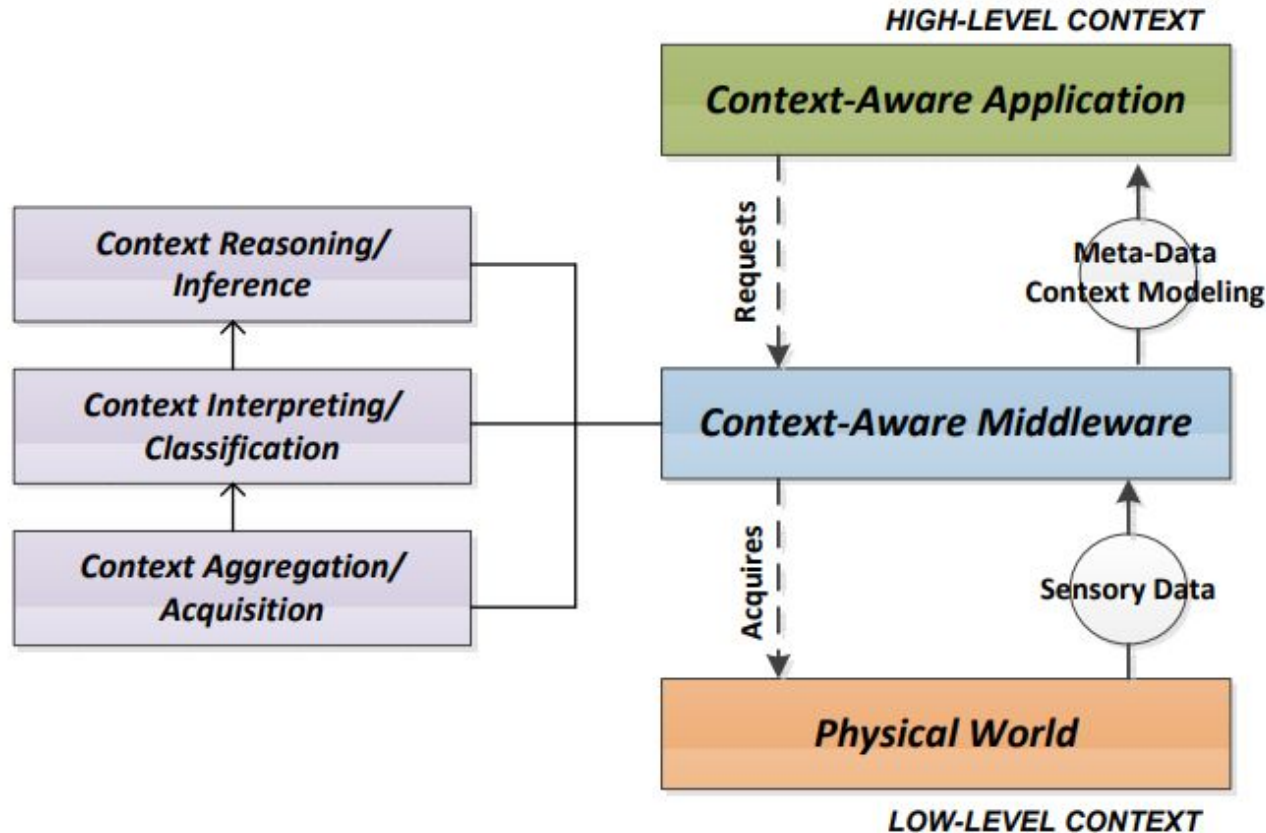 HIGH-LEVEL CONTEXT
Context-Aware Application
Requests
Meta-Data
Context Modeling
Context Reasoning/
Inference
Context Interpreting/
Classification
Context Aggregation/
Acquisition
Context-Aware Middleware
Acquires
Sensory Data
Physical World
LOW-LEVEL CONTEXT